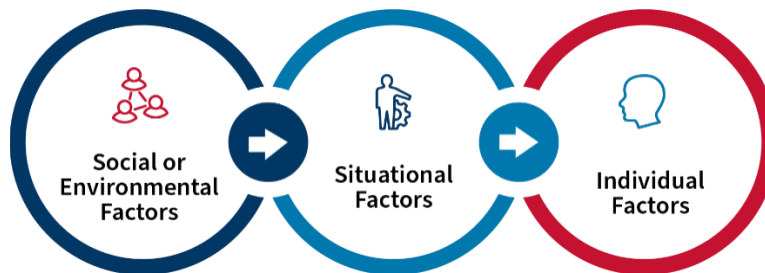 Social or
Environmental
Factors
Situational
Factors
Individual
Factors